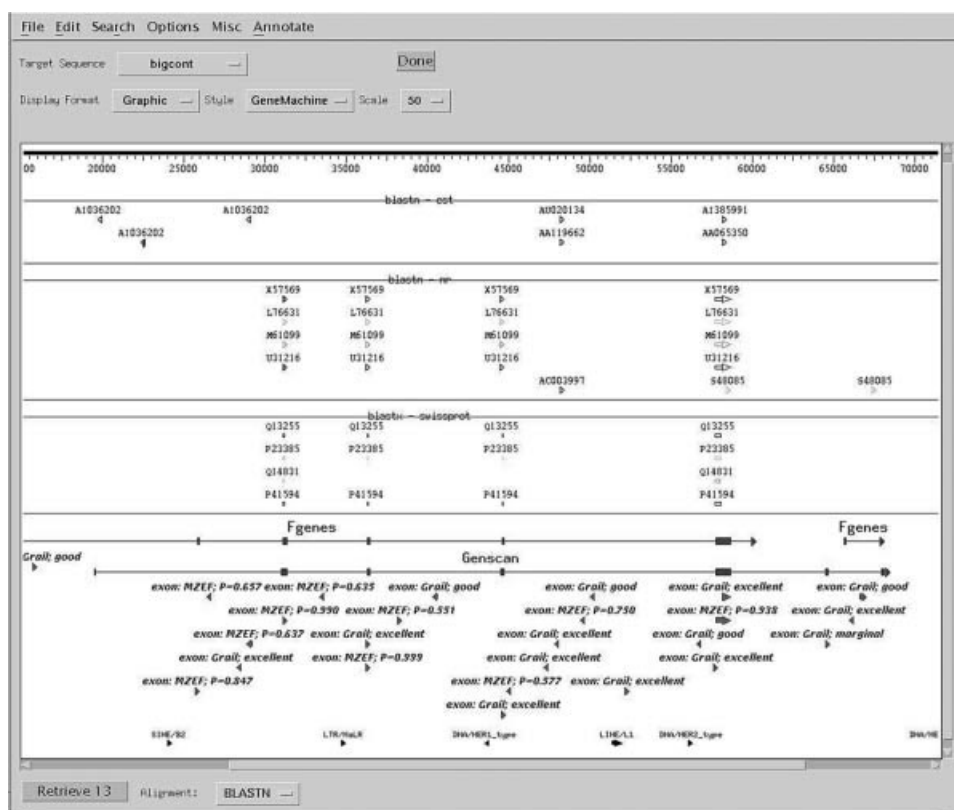 File Edit Search Options Misc Annotate
Target Sequence bigcont Done
Display Format Graphic Style GeneMachine Scale 50
00 20000 25000 30000 35000 40000 45000 50000 55000 60000 65000 70000
blastn - est
AI036202 AI036202 AU020134 AI385991
AI036202 AA119662 AA065350
blastn - nr
X57569 X57569 X57569 X57569
L76631 L76631 L76631 L76631
M61099 M61099 M61099 M61099
U31216 U31216 U31216 U31216
AC003997 S48085 S48085
blastx - swissprot
Q13255 Q13255 Q13255 Q13255
P23385 P23385 P23385 P23385
Q14831 Q14831
P41594 P41594 P41594 P41594
Fgenes Fgenes
Grail; good Genscan
exon: MZEF; P=0.657 exon: MZEF; P=0.635 exon: Grail; good exon: Grail; good exon: Grail; excellent exon: Grail; good
exon: MZEF; P=0.990 exon: MZEF; P=0.551 exon: MZEF; P=0.750 exon: MZEF; P=0.938 exon: Grail; excellent
exon: MZEF; P=0.637 exon: Grail; excellent exon: Grail; excellent exon: Grail; good exon: Grail; marginal
exon: Grail; excellent exon: MZEF; P=0.999 exon: Grail; excellent exon: Grail; excellent
exon: MZEF; P=0.847 exon: MZEF; P=0.577 exon: Grail; excellent
exon: Grail; excellent
SINE/B2 LTR/MaLR DNA/MER1_type LINE/L1 DNA/MER2_type DNA/ME
Retrieve 13 Alignment: BLASTN